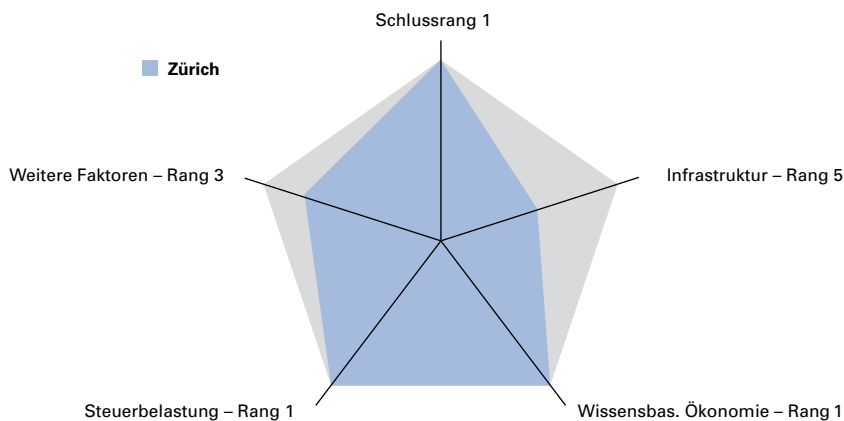 Schlussrang 1
Zürich
Weitere Faktoren – Rang 3
Infrastruktur – Rang 5
Steuerbelastung – Rang 1
Wissensbas. Ökonomie – Rang 1